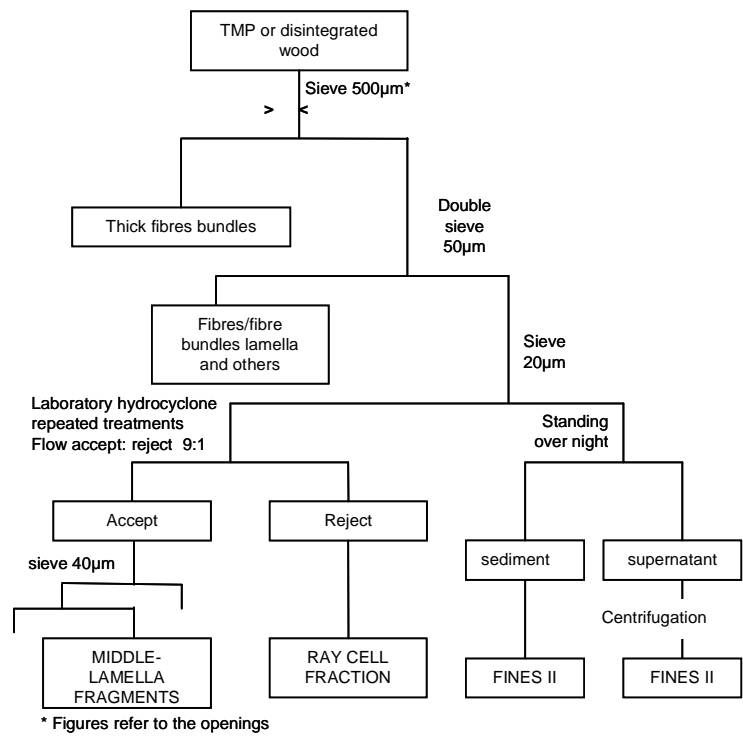 TMP or disintegrated
wood
Sieve 500µm*
> <
Thick fibres bundles
Double
sieve
50µm
Fibres/fibre
bundles lamella
and others
Sieve
20µm
Laboratory hydrocyclone
repeated treatments
Flow accept: reject 9:1
Standing
over night
Accept
Reject
sediment
supernatant
sieve 40µm
Centrifugation
MIDDLE-
LAMELLA
FRAGMENTS
RAY CELL
FRACTION
FINES II
FINES II
* Figures refer to the openings